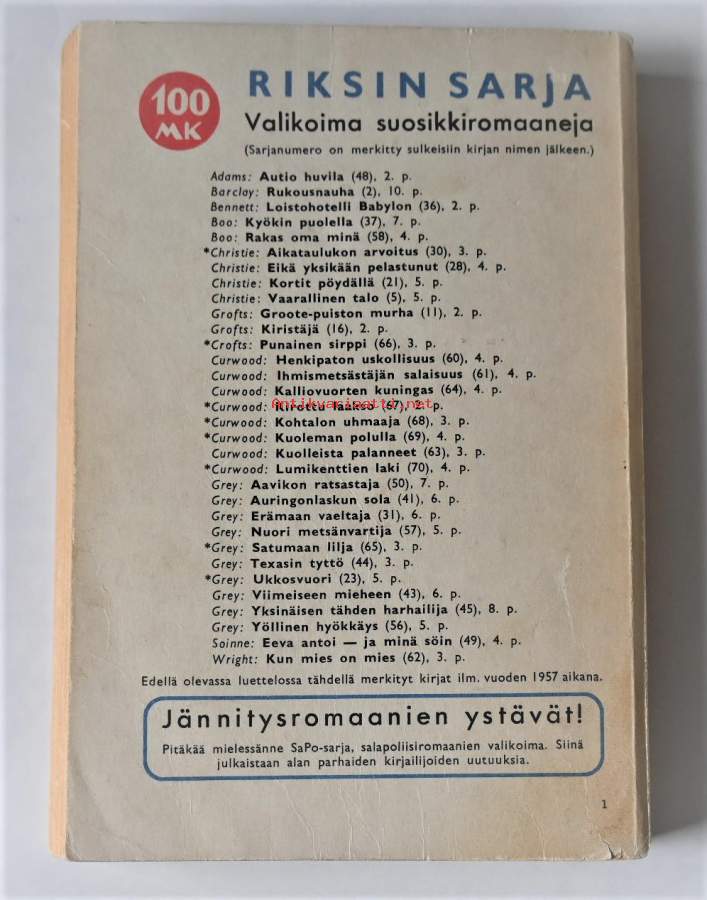 100 MK
RIKSIN SARJA
Valikoima suosikkiromaaneja
(Sarjanumero on merkitty sulkeisiin kirjan nimen jälkeen.)
Adams: Autio huvila (48), 2. p.
Barclay: Rukousnauha (2), 10. p.
Bennett: Loistohotelli Babylon (36), 2. p.
Boo: Kyökin puolella (37), 7. p.
Boo: Rakas oma minä (58), 4. p.
*Christie: Aikataulukon arvoitus (30), 3. p.
Christie: Eikä yksikään pelastunut (28), 4. p.
Christie: Kortit pöydällä (21), 5. p.
Christie: Vaarallinen talo (5), 5. p.
Grofts: Groote-puiston murha (11), 2. p.
Grofts: Kiristäjä (16), 2. p.
*Crofts: Punainen sirppi (66), 3. p.
Curwood: Henkipaton uskollisuus (60), 4. p.
Curwood: Ihmismetsästäjän salaisuus (61), 4. p.
Curwood: Kalliovuorten kuningas (64), 4. p.
*Curwood: Kirottu laakso (67), 2. p.
Antikvariaatti.net
*Curwood: Kohtalon uhmaaja (68), 3. p.
*Curwood: Kuoleman polulla (69), 4. p.
Curwood: Kuolleista palanneet (63), 3. p.
*Curwood: Lumikenttien laki (70), 4. p.
Grey: Aavikon ratsastaja (50), 7. p.
Grey: Auringonlaskun sola (41), 6. p.
Grey: Erämaan vaeltaja (31), 6. p.
Grey: Nuori metsänvartija (57), 5. p.
*Grey: Satumaan lilja (65), 3. p.
Grey: Texasin tyttö (44), 3. p.
*Grey: Ukkosvuori (23), 5. p.
Grey: Viimeiseen mieheen (43), 6. p.
Grey: Yksinäisen tähden harhailija (45), 8. p.
Grey: Yöllinen hyökkäys (56), 5. p.
Soinne: Eeva antoi — ja minä söin (49), 4. p.
Wright: Kun mies on mies (62), 3. p.
Edellä olevassa luettelossa tähdellä merkityt kirjat ilm. vuoden 1957 aikana.
Jännitysromaanien ystävät!
Pitäkää mielessänne SaPo-sarja, salapoliisiromaanien valikoima. Siinä
julkaistaan alan parhaiden kirjailijoiden uutuuksia.
1